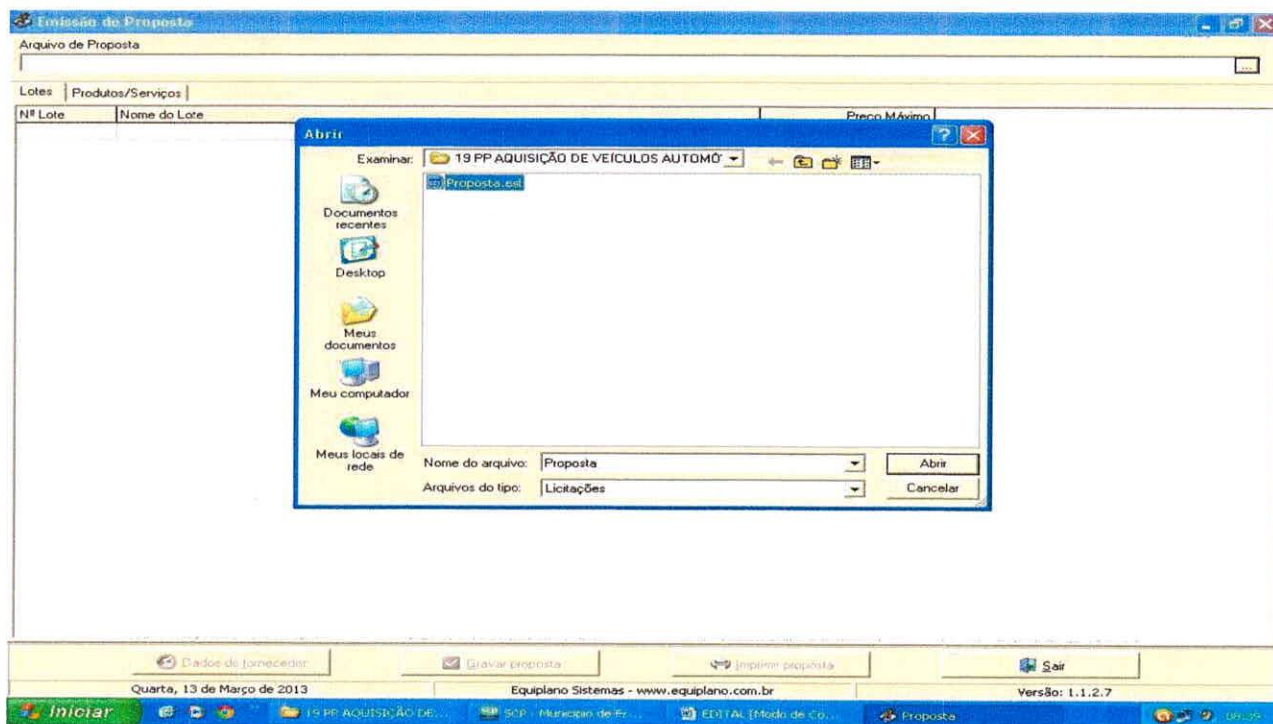 Emissão de Proposta
Arquivo de Proposta
...
Lotes Produtos/Serviços
Nº Lote Nome do Lote Preço Máximo
Abrir
Examinar: 19 PP AQUISIÇÃO DE VEÍCULOS AUTOMÔ
Proposta.esl
Documentos recentes
Desktop
Meus documentos
Meu computador
Meus locais de rede
Nome do arquivo: Proposta Abrir
Arquivos do tipo: Licitações Cancelar
Dados do fornecedor Gravar proposta Imprimir proposta Sair
Quarta, 13 de Março de 2013 Equiplano Sistemas - www.equiplano.com.br Versão: 1.1.2.7
Iniciar 19 PP AQUISIÇÃO DE... SCP - Município de Fr... EDITAL [Modo de Co... Proposta 08:39